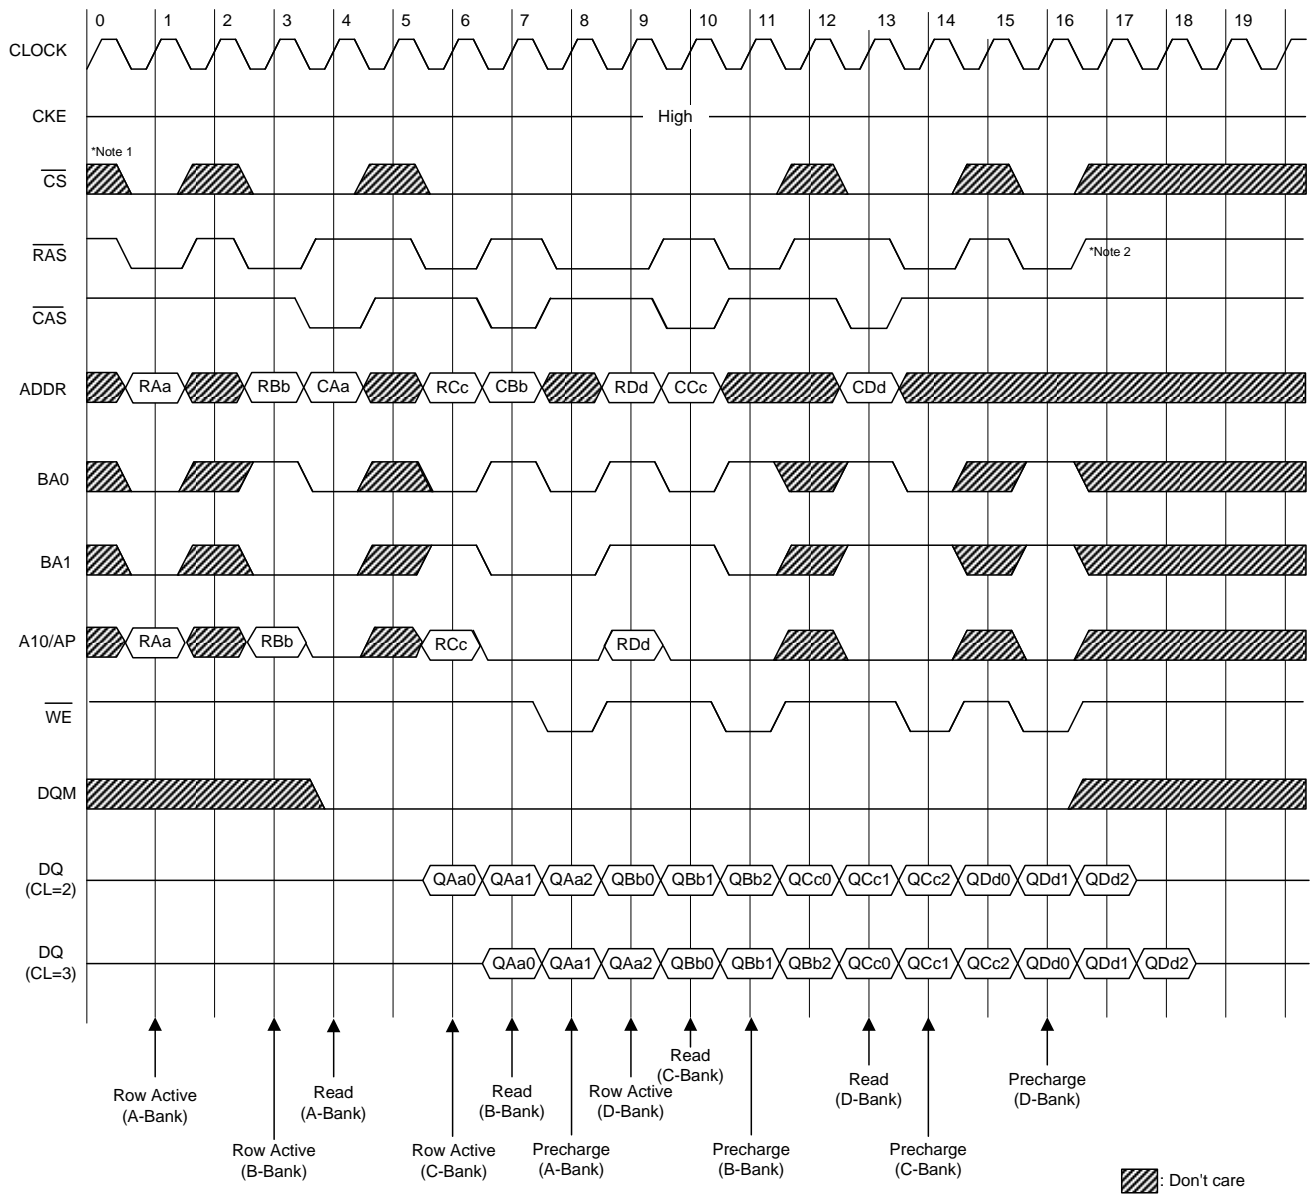 0 1 2 3 4 5 6 7 8 9 10 11 12 13 14 15 16 17 18 19
CLOCK
CKE High
*Note 1
CS
RAS *Note 2
CAS
ADDR RAa RBb CAa RCc CBb RDd CCc CDd
BA0
BA1
A10/AP RAa RBb RCc RDd
WE
DQM
DQ
(CL=2) QAa0 QAa1 QAa2 QBb0 QBb1 QBb2 QCc0 QCc1 QCc2 QDd0 QDd1 QDd2
DQ
(CL=3) QAa0 QAa1 QAa2 QBb0 QBb1 QBb2 QCc0 QCc1 QCc2 QDd0 QDd1 QDd2
Row Active
(A-Bank)
Row Active
(B-Bank)
Read
(A-Bank)
Row Active
(C-Bank)
Read
(B-Bank)
Precharge
(A-Bank)
Row Active
(D-Bank)
Read
(C-Bank)
Precharge
(B-Bank)
Read
(D-Bank)
Precharge
(C-Bank)
Precharge
(D-Bank)
: Don't care